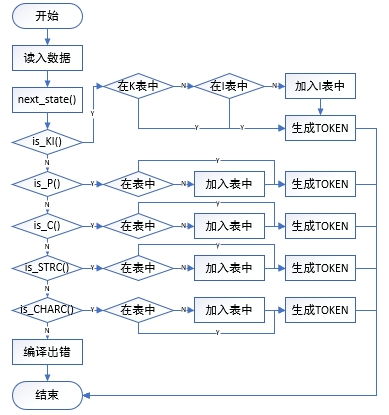 开始
读入数据
next_state()
is_KI()
Y
在K表中
N
在I表中
N
加入I表中
Y
Y
生成TOKEN
N
is_P()
Y
在表中
N
加入表中
Y
生成TOKEN
N
is_C()
Y
在表中
N
加入表中
Y
生成TOKEN
N
is_STRC()
Y
在表中
N
加入表中
Y
生成TOKEN
N
is_CHARC()
Y
在表中
N
加入表中
Y
生成TOKEN
N
编译出错
结束